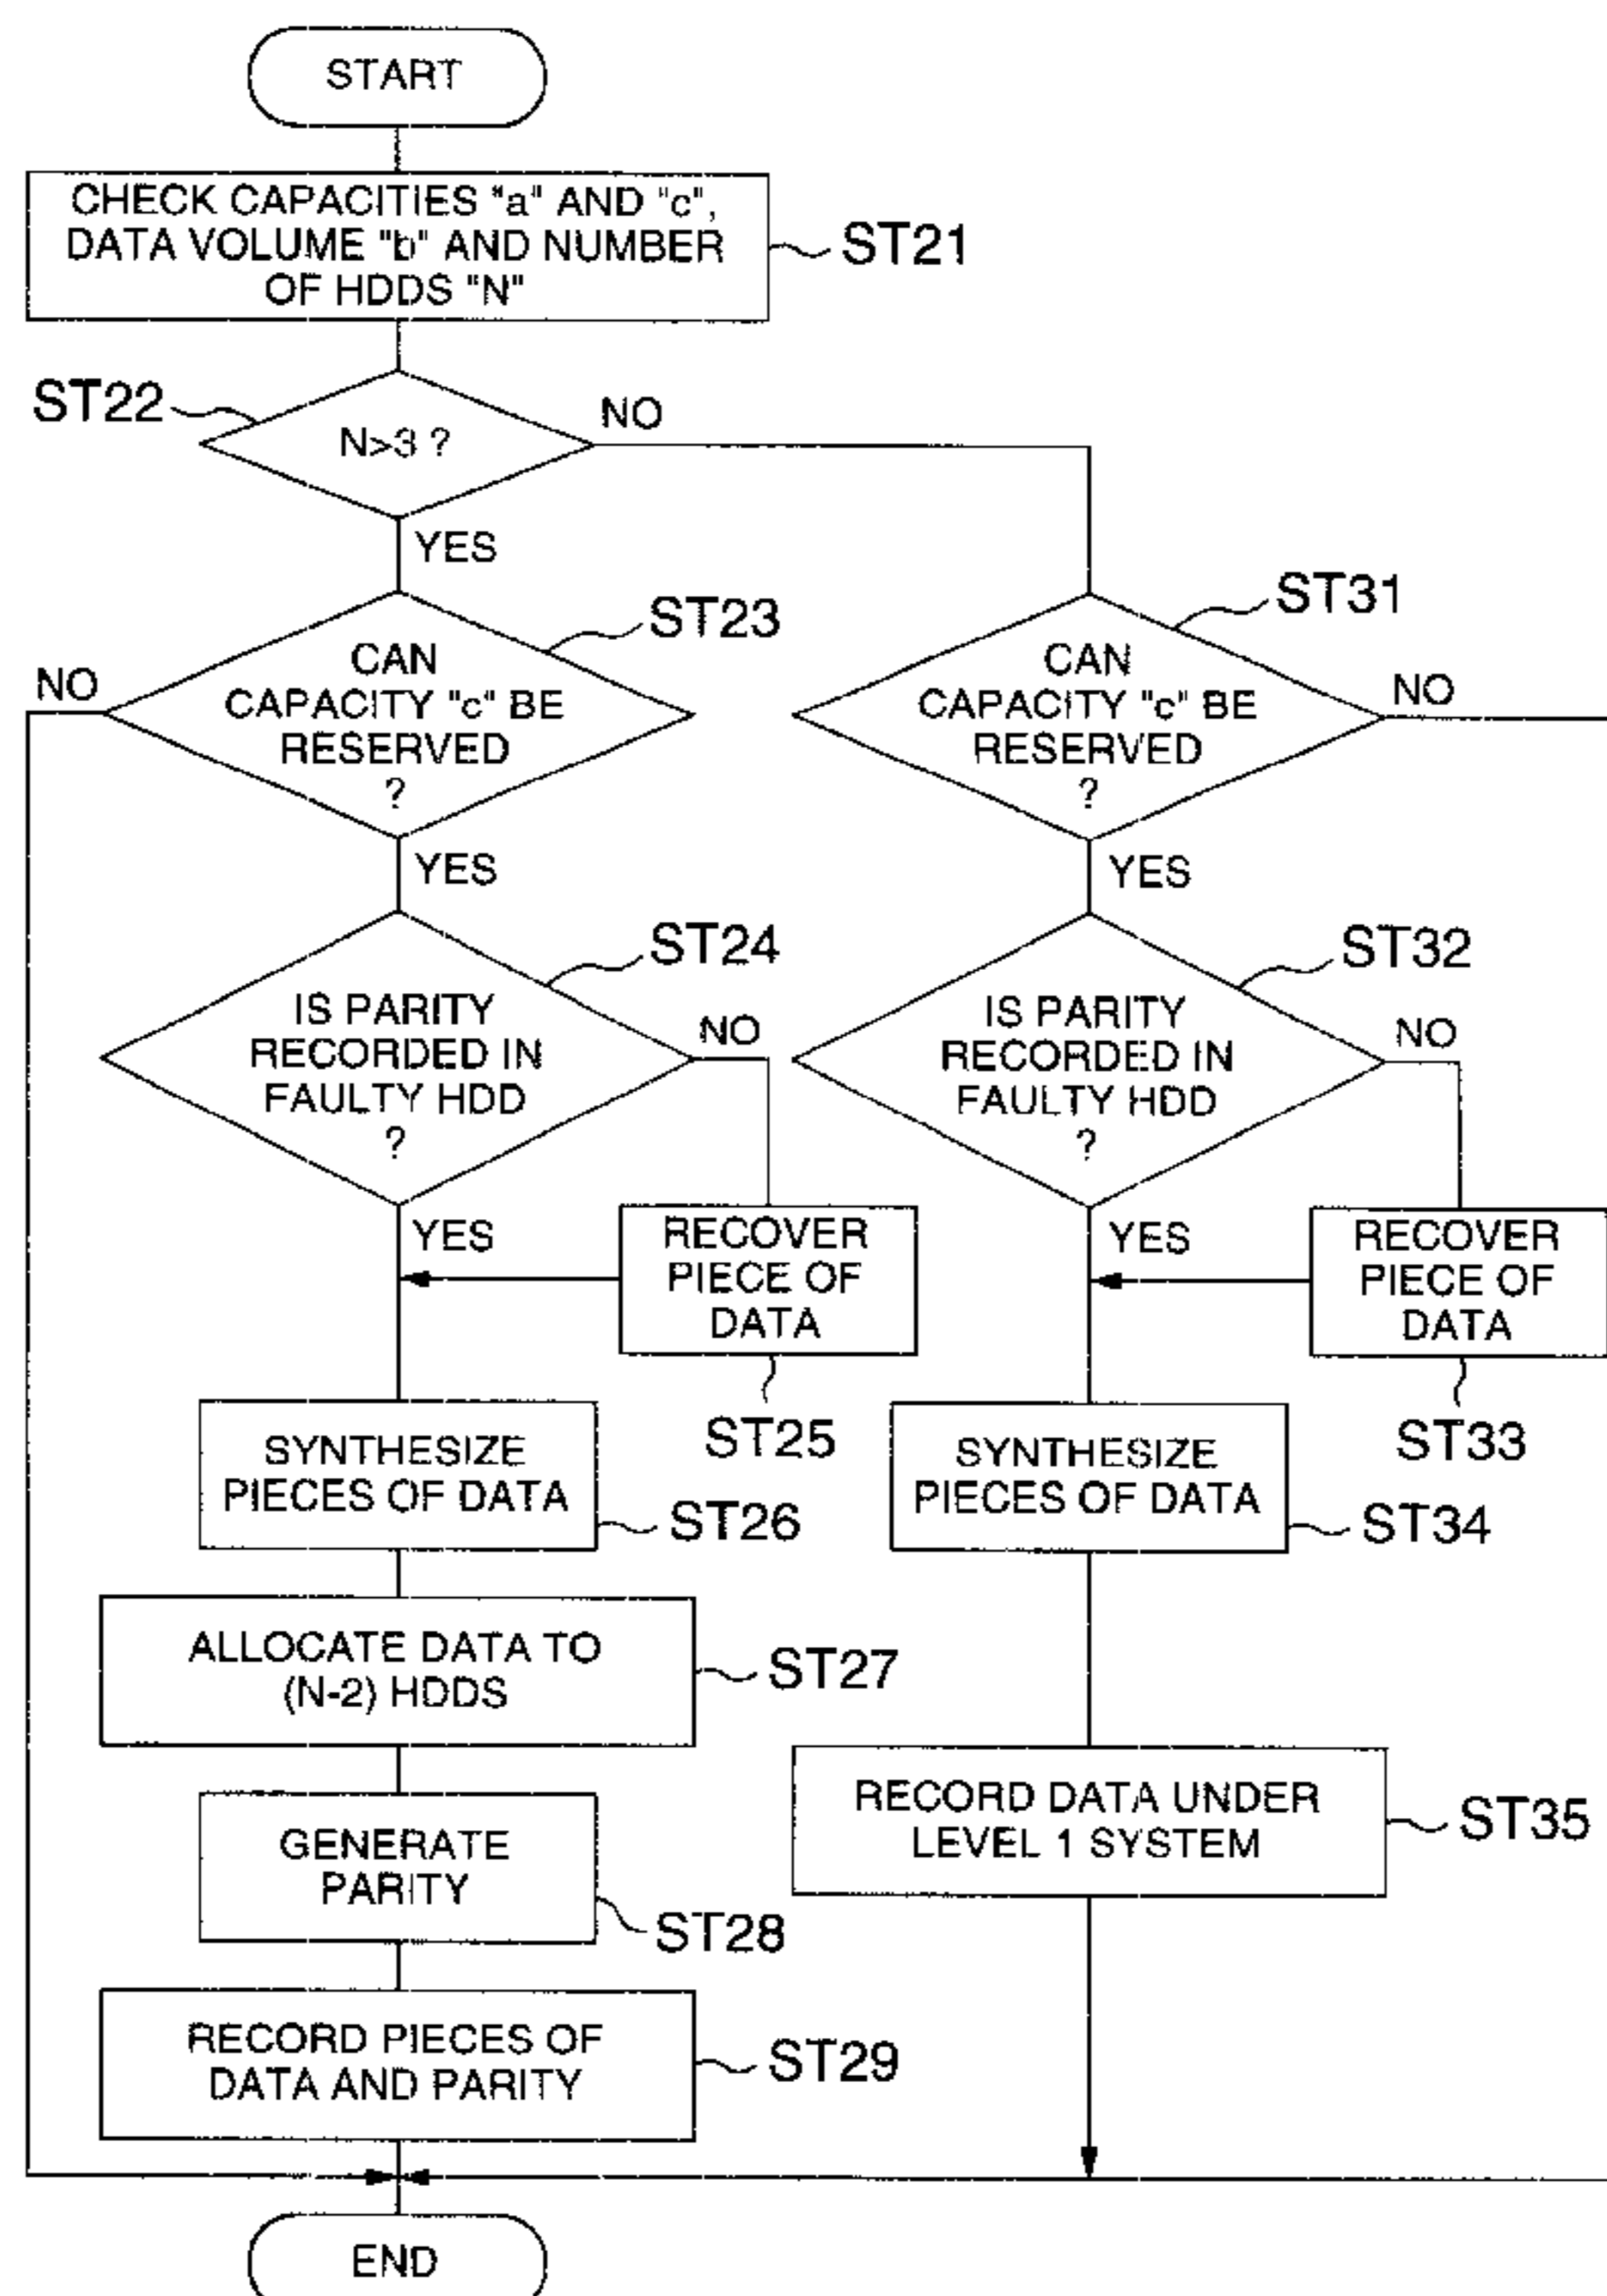 START
CHECK CAPACITIES "a" AND "c",
DATA VOLUME "b" AND NUMBER
OF HDDS "N"
ST21
ST22
N>3 ?
NO
YES
ST23
CAN
CAPACITY "c" BE
RESERVED
?
NO
YES
ST31
CAN
CAPACITY "c" BE
RESERVED
?
NO
YES
ST24
IS PARITY
RECORDED IN
FAULTY HDD
?
NO
YES
RECOVER
PIECE OF
DATA
ST25
ST32
IS PARITY
RECORDED IN
FAULTY HDD
?
NO
YES
RECOVER
PIECE OF
DATA
ST33
SYNTHESIZE
PIECES OF DATA
ST26
SYNTHESIZE
PIECES OF DATA
ST34
ALLOCATE DATA TO
(N-2) HDDS
ST27
GENERATE
PARITY
ST28
RECORD DATA UNDER
LEVEL 1 SYSTEM
ST35
RECORD PIECES OF
DATA AND PARITY
ST29
END